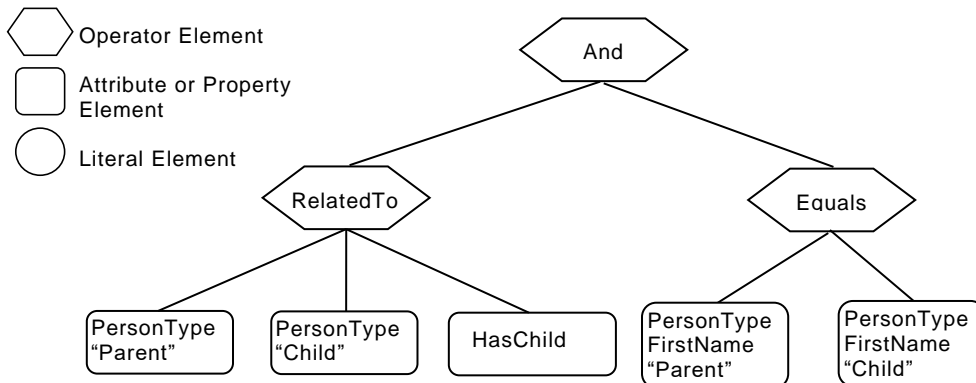 Operator Element
And
Attribute or Property
Element
Literal Element
RelatedTo
Equals
PersonType
“Parent”
PersonType
“Child”
HasChild
PersonType
FirstName
“Parent”
PersonType
FirstName
“Child”